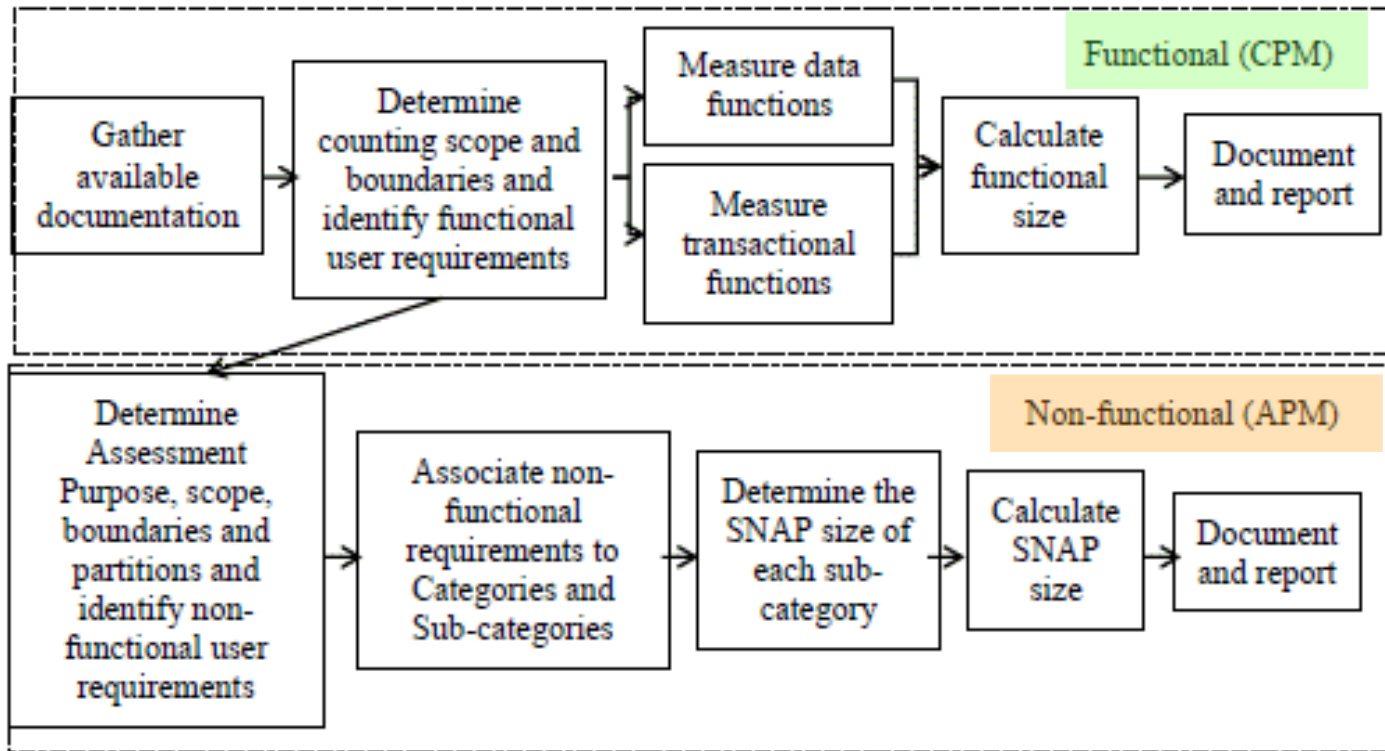 Functional (CPM)
Gather
available
documentation
Determine
counting scope and
boundaries and
identify functional
user requirements
Measure data
functions
Measure
transactional
functions
Calculate
functional
size
Document
and report
Non-functional (APM)
Determine
Assessment
Purpose, scope,
boundaries and
partitions and
identify non-
functional user
requirements
Associate non-
functional
requirements to
Categories and
Sub-categories
Determine the
SNAP size of
each sub-
category
Calculate
SNAP
size
Document
and report